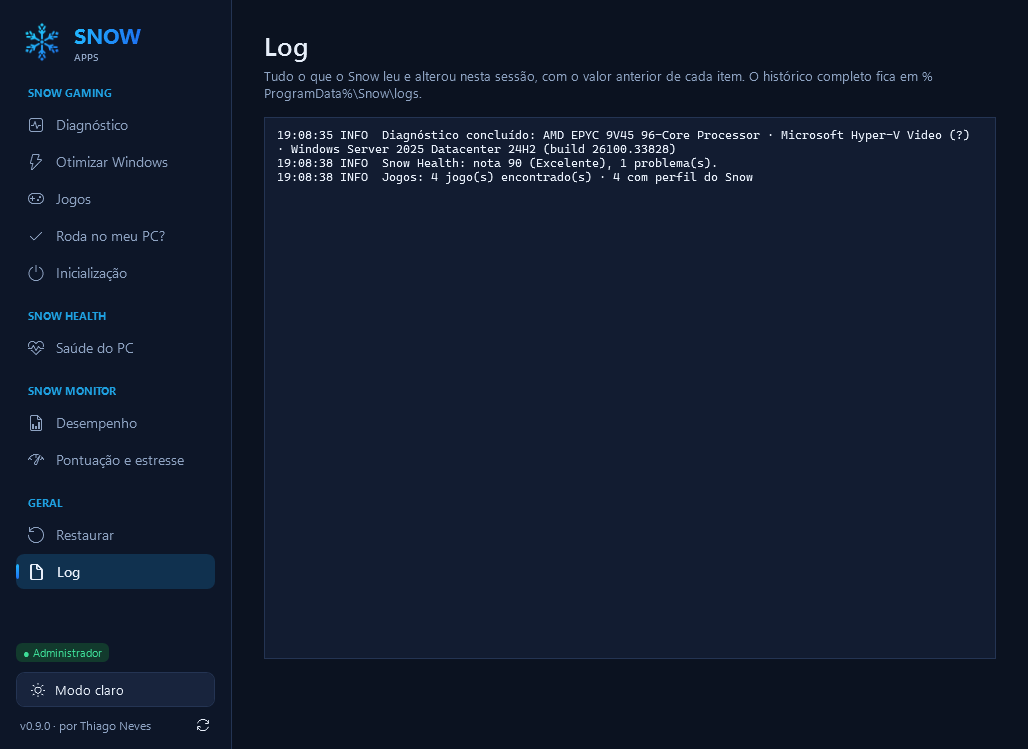 SNOW
APPS
SNOW GAMING
Diagnóstico
Otimizar Windows
Jogos
Roda no meu PC?
Inicialização
SNOW HEALTH
Saúde do PC
SNOW MONITOR
Desempenho
Pontuação e estresse
GERAL
Restaurar
Log
Administrador
Modo claro
v0.9.0 · por Thiago Neves
Log
Tudo o que o Snow leu e alterou nesta sessão, com o valor anterior de cada item. O histórico completo fica em %
ProgramData%\Snow\logs.
19:08:35 INFO  Diagnóstico concluído: AMD EPYC 9V45 96-Core Processor · Microsoft Hyper-V Video (?)
· Windows Server 2025 Datacenter 24H2 (build 26100.33828)
19:08:38 INFO  Snow Health: nota 90 (Excelente), 1 problema(s).
19:08:38 INFO  Jogos: 4 jogo(s) encontrado(s) · 4 com perfil do Snow